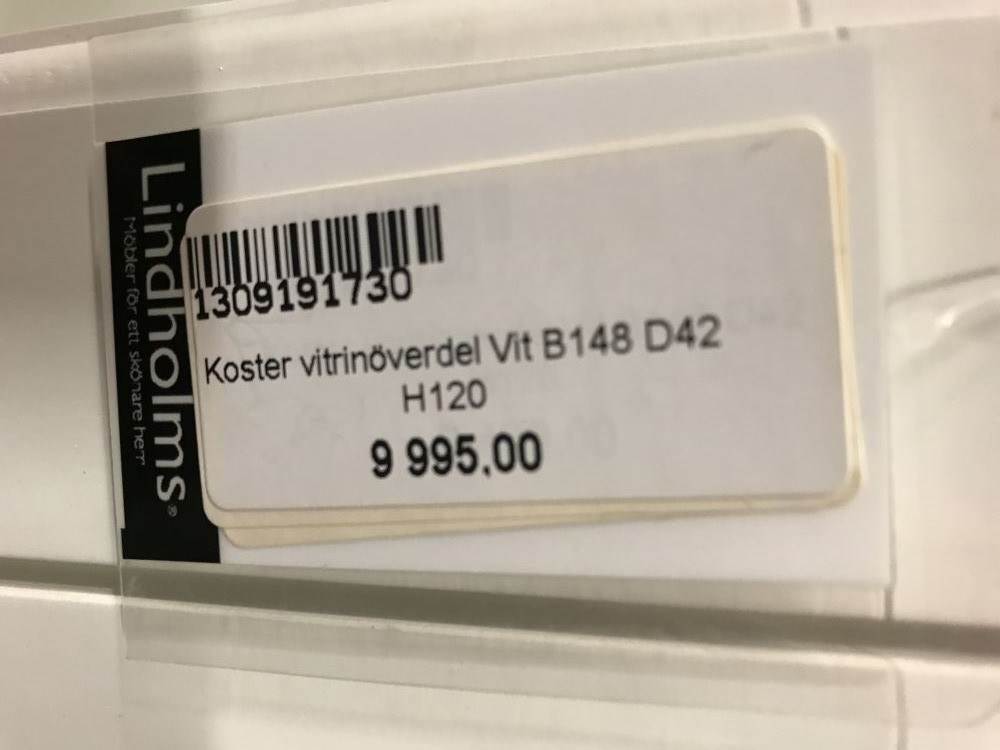 Lindholms®
Möbler för ett skönare hem
1309191730
Koster vitrinöverdel Vit B148 D42
H120
9 995,00